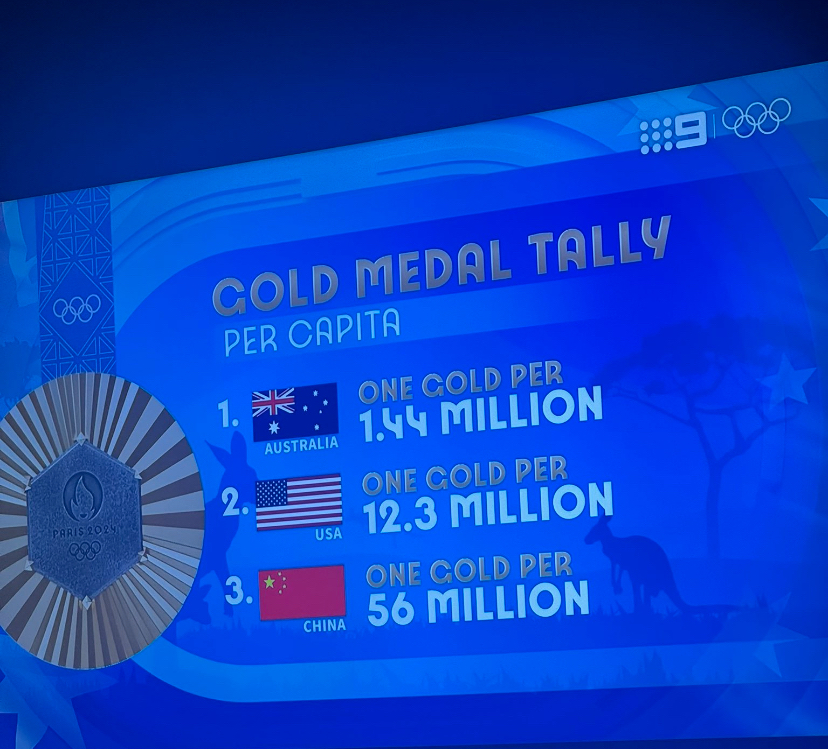 9
GOLD MEDAL TALLY
PER CAPITA
1.
AUSTRALIA
ONE GOLD PER
1.44 MILLION
2.
USA
ONE GOLD PER
12.3 MILLION
3.
CHINA
ONE GOLD PER
56 MILLION
PARIS 2024